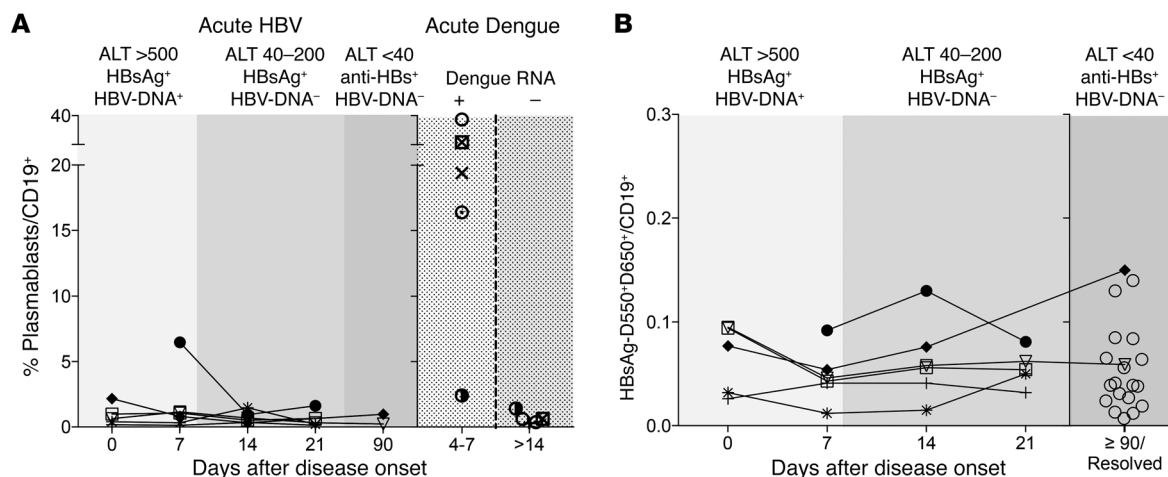 A
Acute HBV
Acute Dengue
ALT >500
HBsAg⁺
HBV-DNA⁺
ALT 40–200
HBsAg⁺
HBV-DNA⁻
ALT <40
anti-HBs⁺
HBV-DNA⁻
Dengue RNA
+ −
% Plasmablasts/CD19⁺
40
20
15
10
5
0
0 7 14 21 90 4-7 >14
Days after disease onset
B
ALT >500
HBsAg⁺
HBV-DNA⁺
ALT 40–200
HBsAg⁺
HBV-DNA⁻
ALT <40
anti-HBs⁺
HBV-DNA⁻
HBsAg-D550⁺D650⁺/CD19⁺
0.3
0.2
0.1
0.0
0 7 14 21 ≥ 90/
Resolved
Days after disease onset